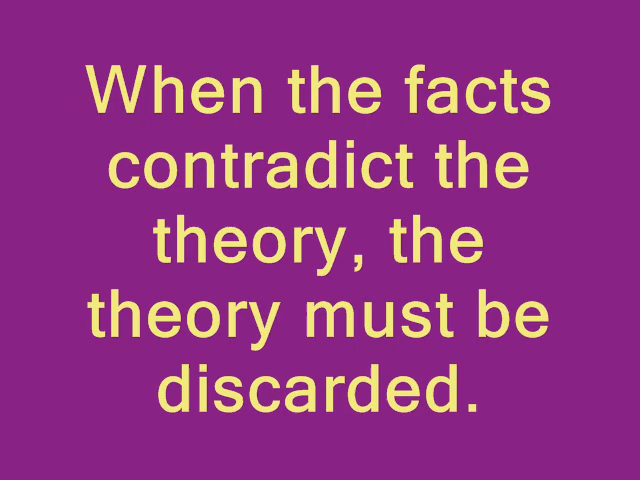 When the facts
contradict the
theory, the
theory must be
discarded.